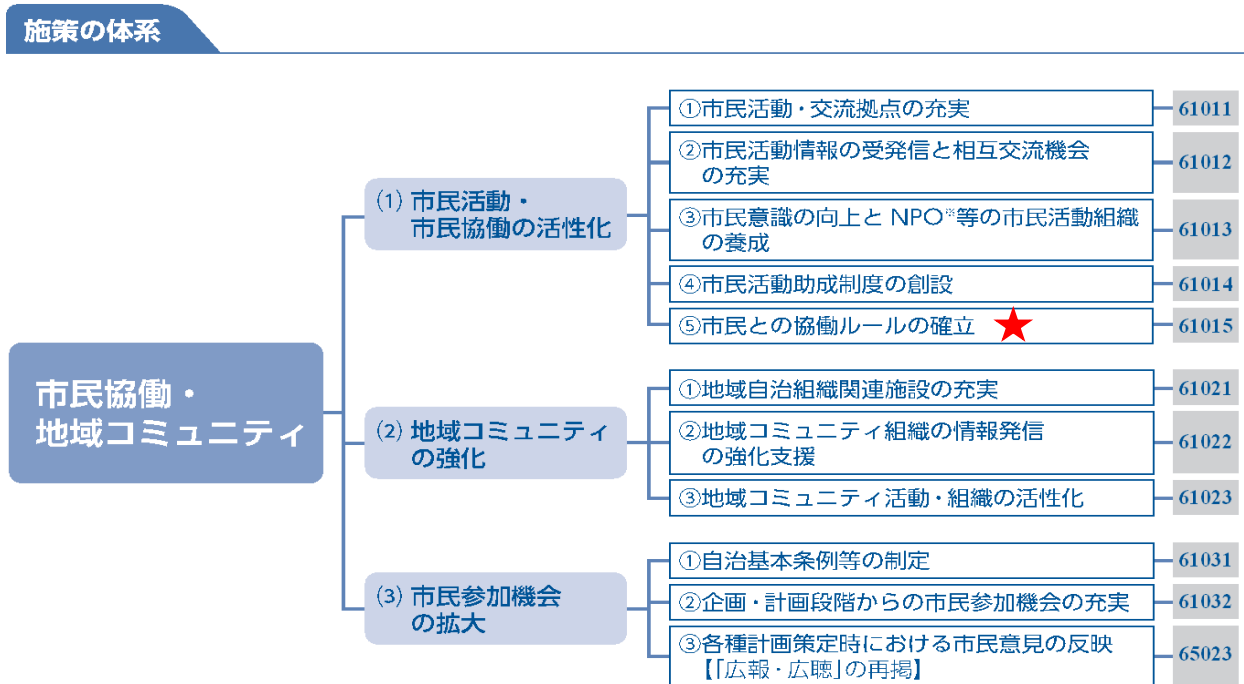 施策の体系
市民協働・
地域コミュニティ
(1) 市民活動・
市民協働の活性化
①市民活動・交流拠点の充実
61011
②市民活動情報の受発信と相互交流機会
の充実
61012
③市民意識の向上と NPO※等の市民活動組織
の養成
61013
④市民活動助成制度の創設
61014
⑤市民との協働ルールの確立
61015
(2) 地域コミュニティ
の強化
①地域自治組織関連施設の充実
61021
②地域コミュニティ組織の情報発信
の強化支援
61022
③地域コミュニティ活動・組織の活性化
61023
(3) 市民参加機会
の拡大
①自治基本条例等の制定
61031
②企画・計画段階からの市民参加機会の充実
61032
③各種計画策定時における市民意見の反映
【「広報・広聴」の再掲】
65023